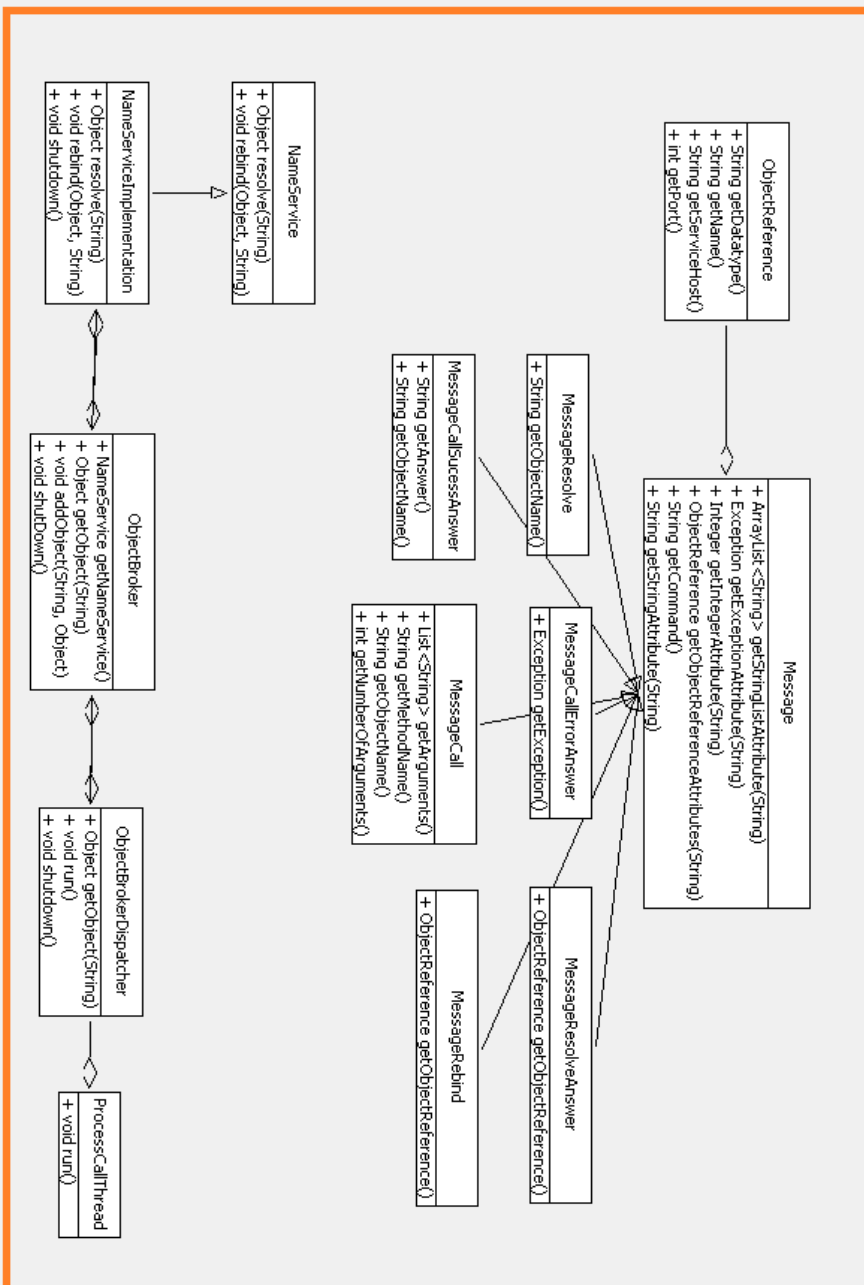 ObjectReference
+ String getDatatype()
+ String getName()
+ String getServiceHost()
+ int getPort()
Message
+ ArrayList <String> getStringListAttribute(String)
+ Exception getExceptionAttribute(String)
+ Integer getIntegerAttribute(String)
+ ObjectReference getObjectReferenceAttributes(String)
+ String getCommand()
+ String getStringAttribute(String)
MessageResolve
+ String getObjectName()
MessageCallErrorAnswer
+ Exception getException()
MessageResolveAnswer
+ ObjectReference getObjectReference()
MessageCallSucessAnswer
+ String getAnswer()
+ String getObjectName()
MessageCall
+ List <String> getArguments()
+ String getMethodName()
+ String getObjectName()
+ int getNumberOfArguments()
MessageRebind
+ ObjectReference getObjectReference()
NameService
+ Object resolve(String)
+ void rebind(Object, String)
NameServiceImplementation
+ Object resolve(String)
+ void rebind(Object, String)
+ void shutdown()
ObjectBroker
+ NameService getNameService()
+ Object getObject(String)
+ void addObject(String, Object)
+ void shutDown()
ObjectBrokerDispatcher
+ Object getObject(String)
+ void run()
+ void shutdown()
ProcessCallThread
+ void run()